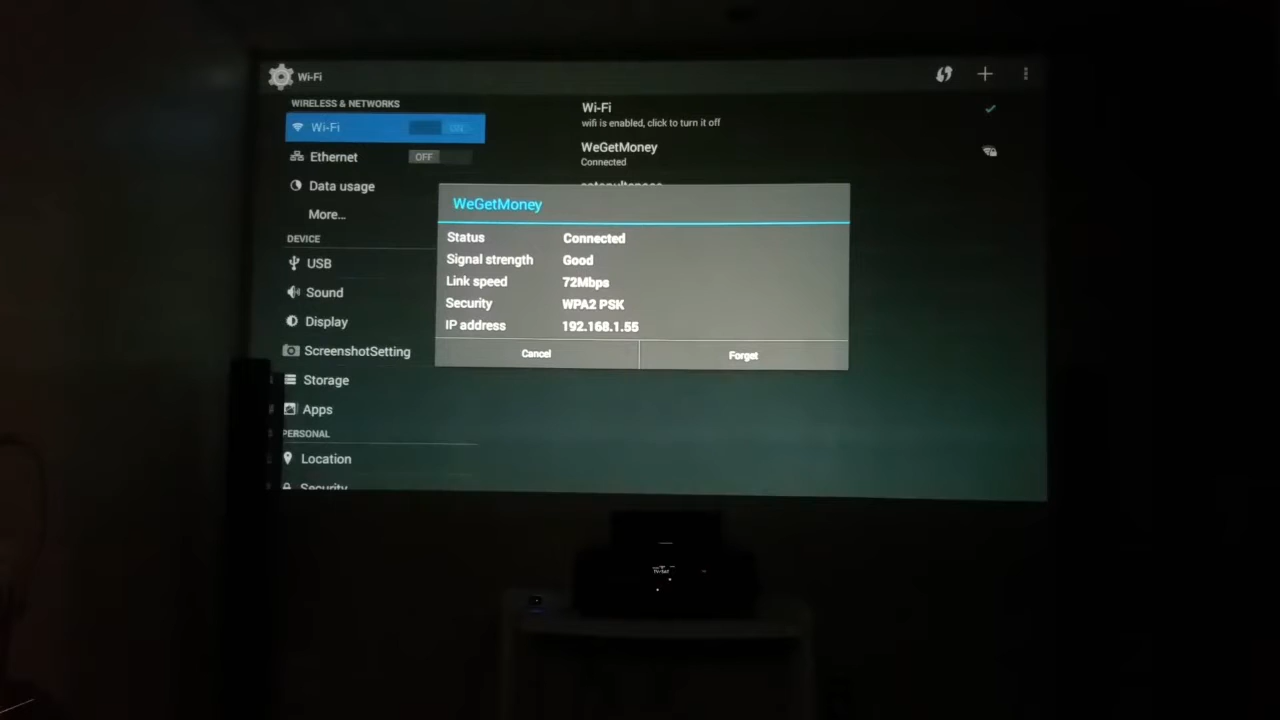 Wi-Fi
WIRELESS & NETWORKS
Wi-Fi
ON
Ethernet
OFF
Data usage
More...
DEVICE
USB
Sound
Display
ScreenshotSetting
Storage
Apps
PERSONAL
Location
Security
Wi-Fi
wifi is enabled, click to turn it off
WeGetMoney
Connected
WeGetMoney
Status Connected
Signal strength Good
Link speed 72Mbps
Security WPA2 PSK
IP address 192.168.1.55
Cancel Forget